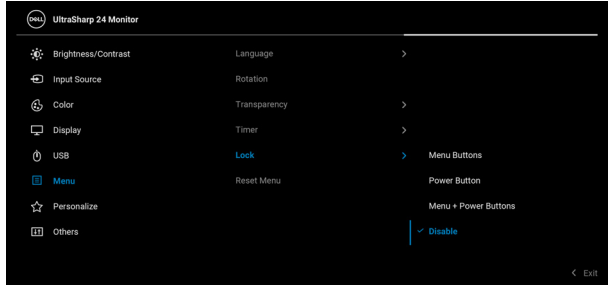 DELL UltraSharp 24 Monitor
Brightness/Contrast Language >
Input Source Rotation
Color Transparency >
Display Timer >
USB Lock > Menu Buttons
Menu Reset Menu Power Button
Personalize Menu + Power Buttons
Others ✓ Disable
< Exit